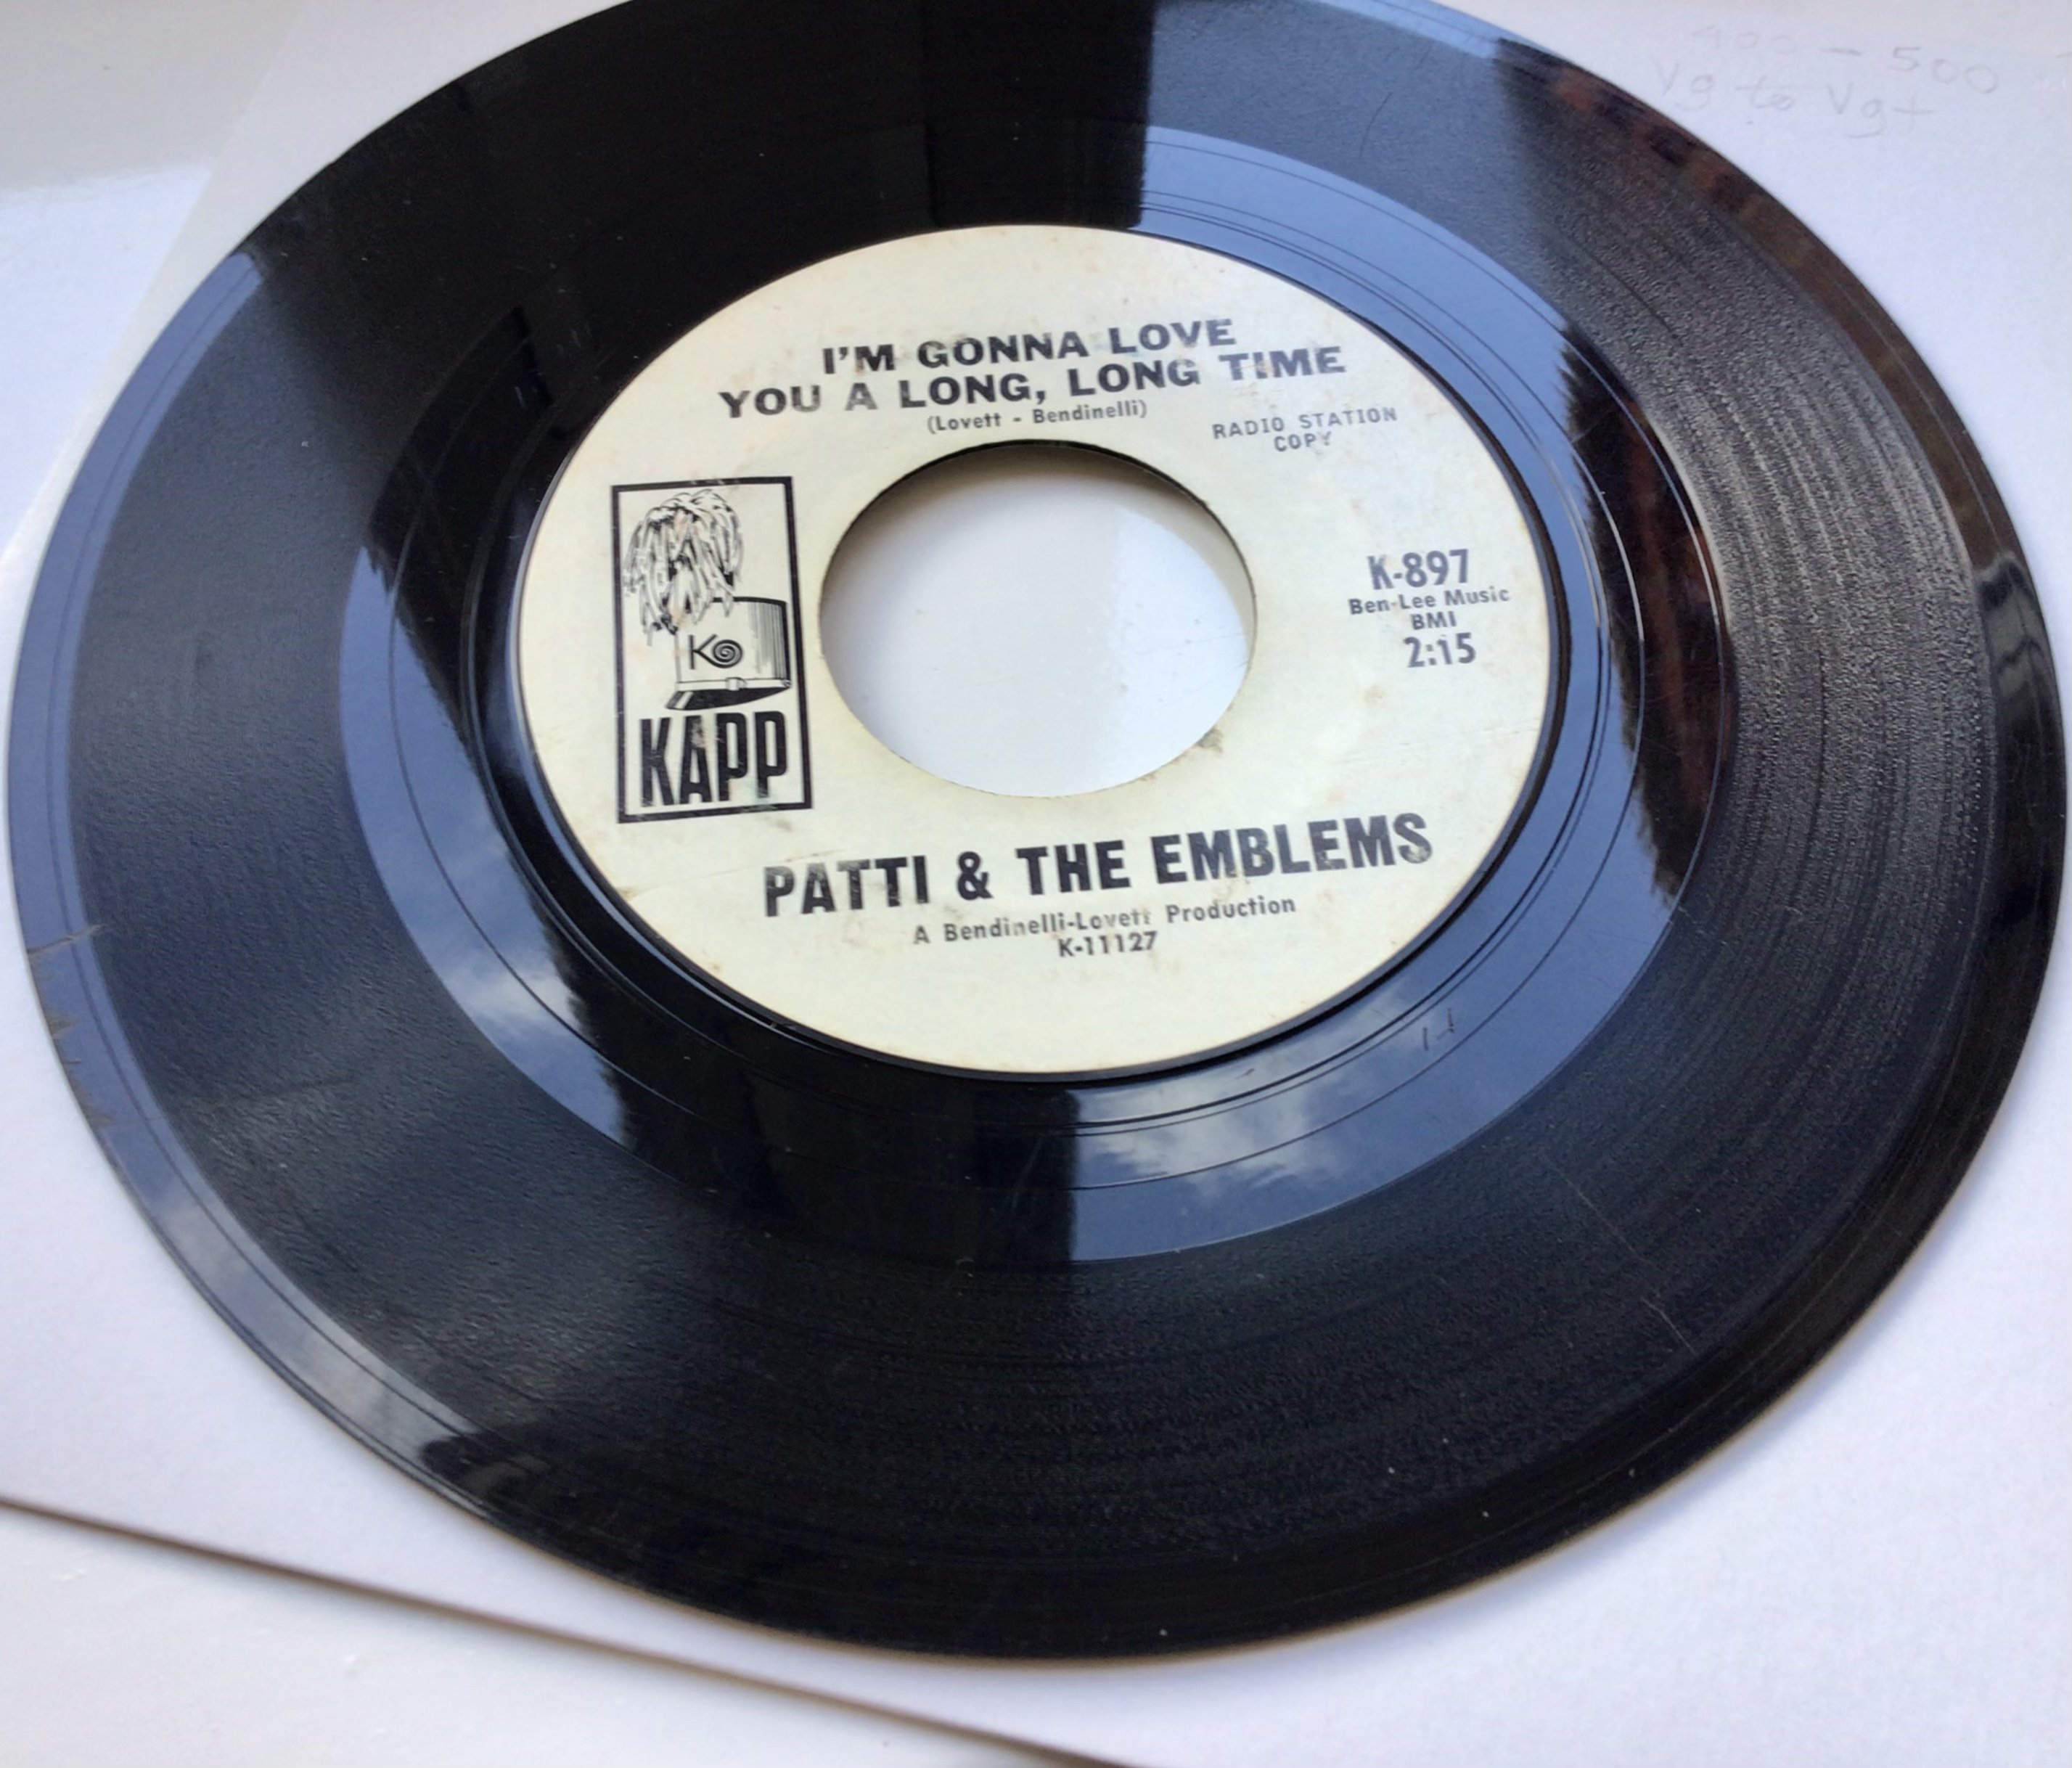 400 - 500
Vg to Vg+
I'M GONNA LOVE
YOU A LONG, LONG TIME
(Lovett - Bendinelli)
RADIO STATION
COPY
K
KAPP
K-897
Ben-Lee Music
BMI
2:15
PATTI & THE EMBLEMS
A Bendinelli-Lovett Production
K-11127